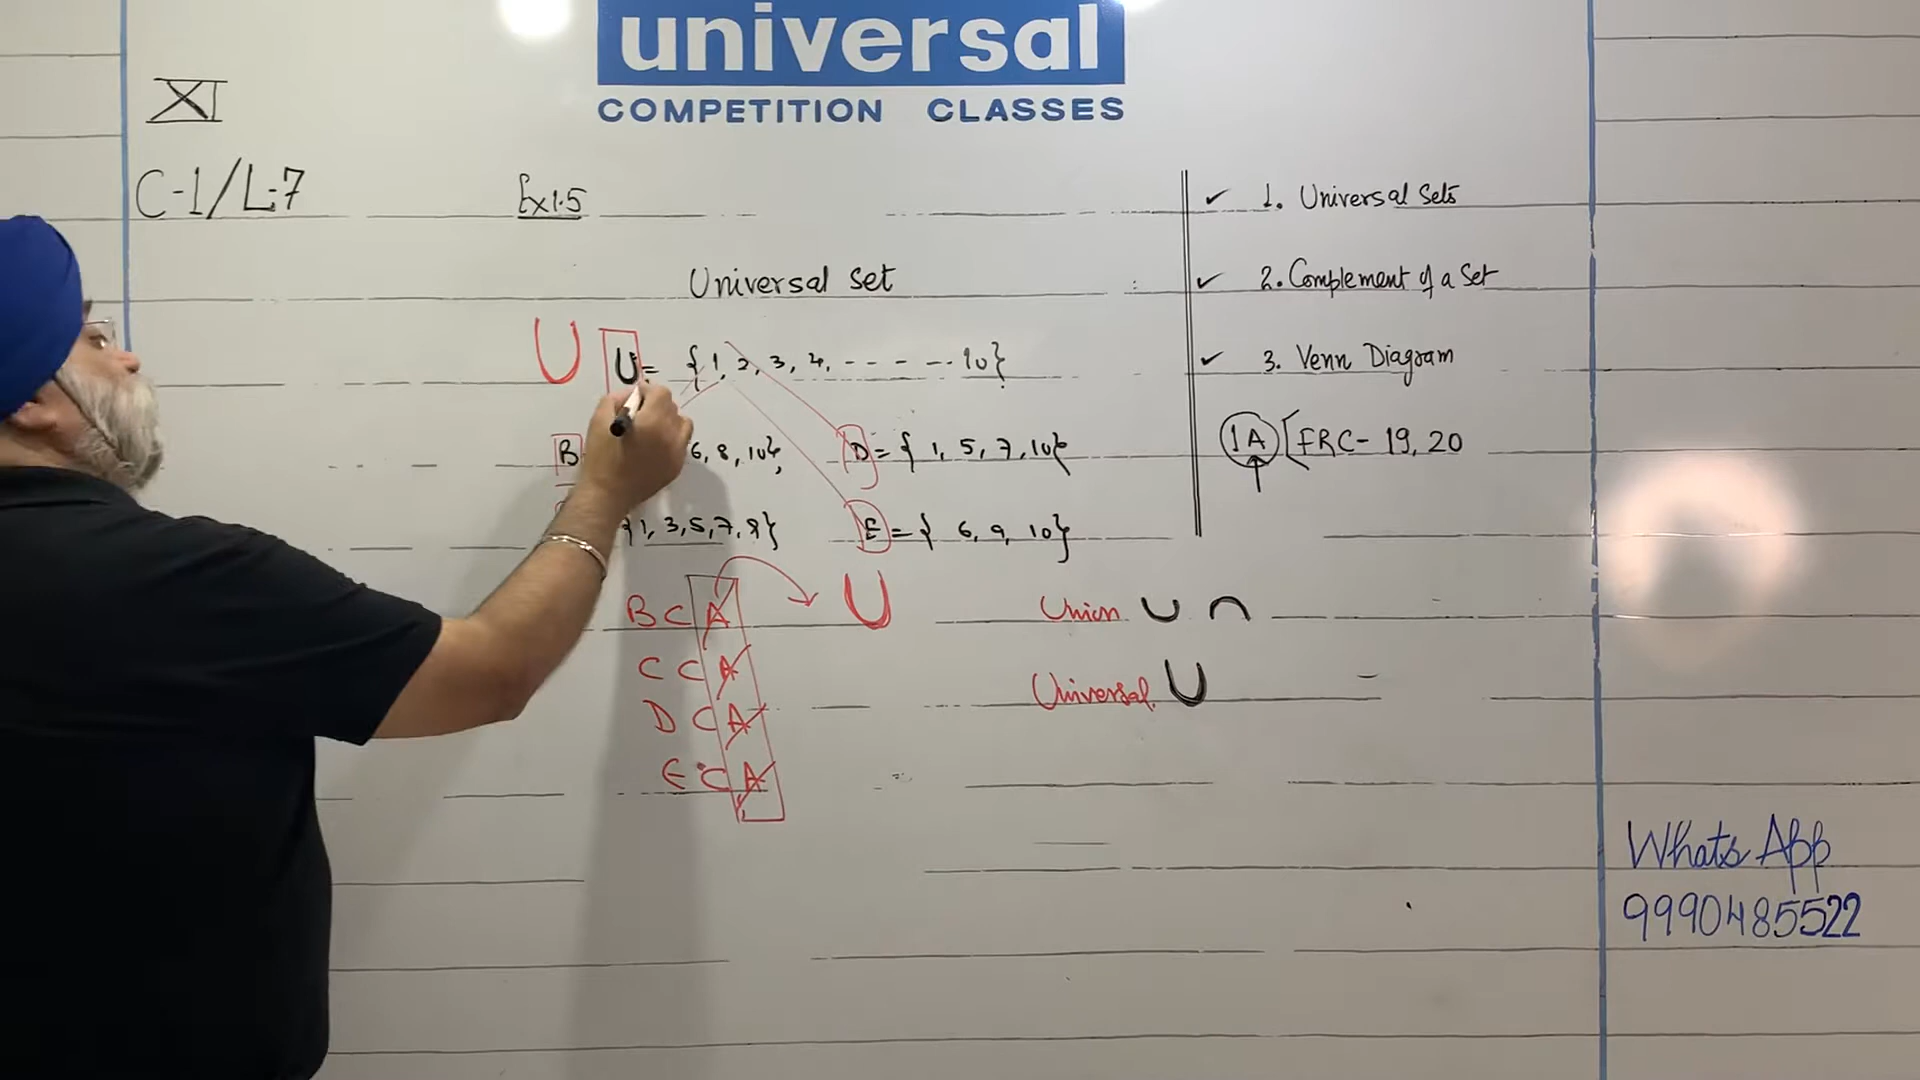 universal
COMPETITION CLASSES
XI
C-1/L-7
Ex 1.5
Universal Set
U U = { 1, 2, 3, 4, - - - - .. 10}
B 6, 8, 10},
D = { 1, 5, 7, 10}
{1, 3, 5, 7, 9}
E = { 6, 9, 10}
B ⊂ A U
C ⊂ A
D ⊂ A
E ⊂ A
Union ∪ ∩
Universal U
✓ 1. Universal Sets
✓ 2. Complement of a Set
✓ 3. Venn Diagram
1A [FRC- 19, 20
Whats App
9990485522